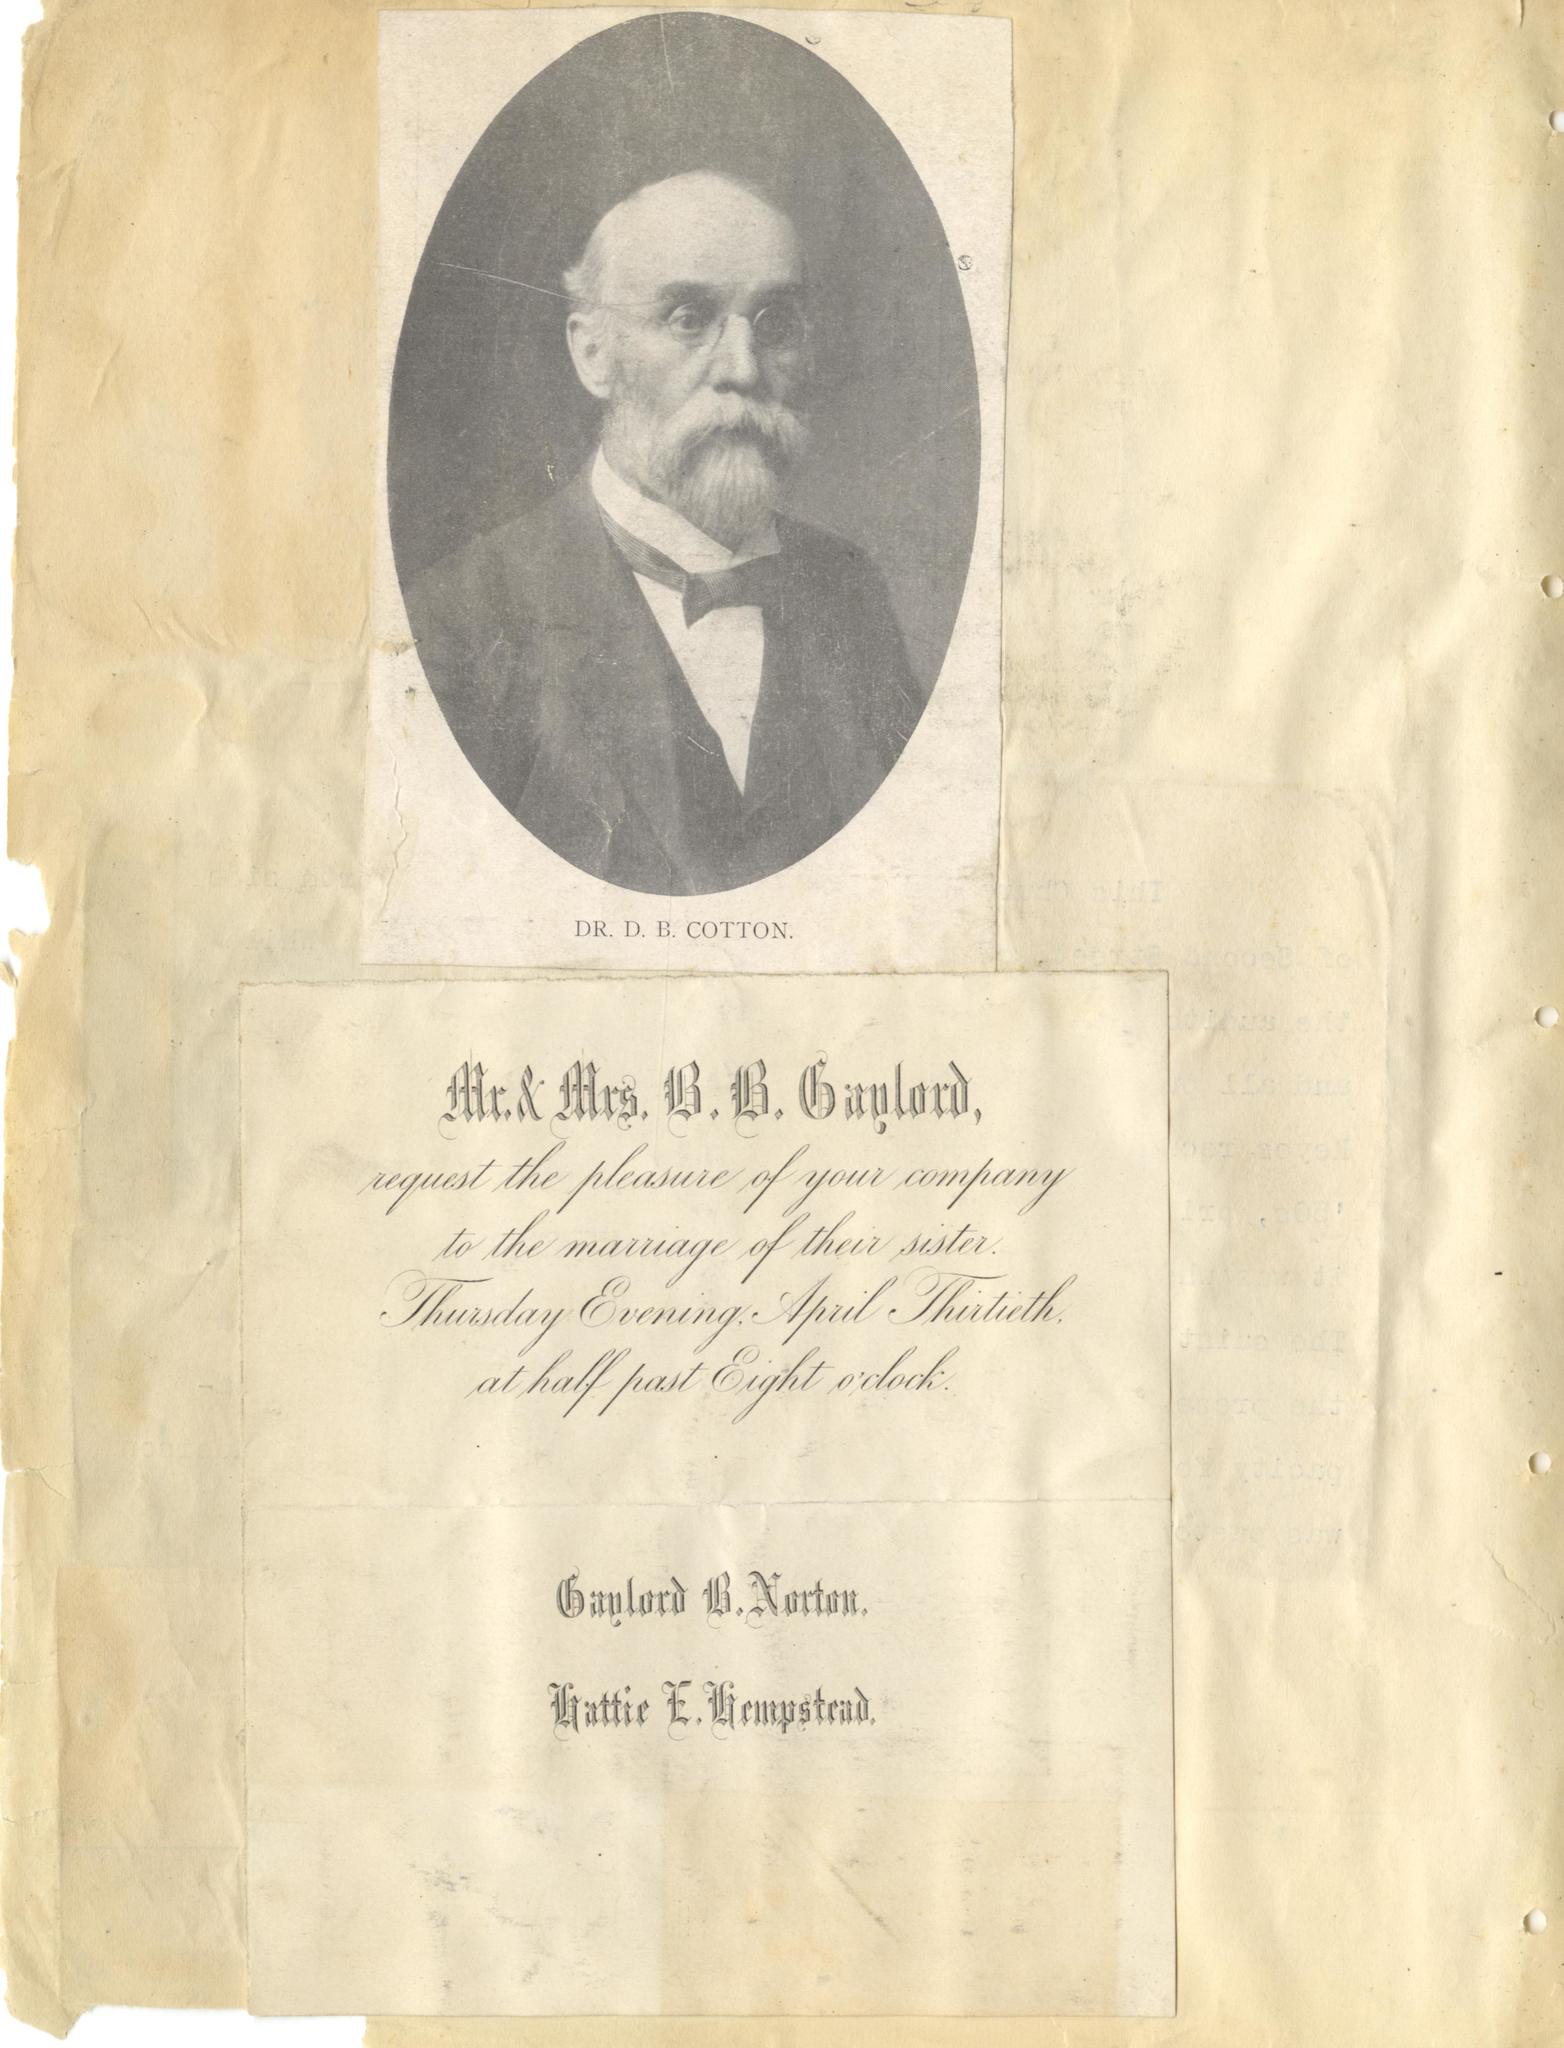 DR. D. B. COTTON.
Mr. & Mrs. B. B. Gaylord,
request the pleasure of your company
to the marriage of their sister.
Thursday Evening, April Thirtieth,
at half past Eight o'clock.
Gaylord B. Norton.
Hattie E. Hempstead.